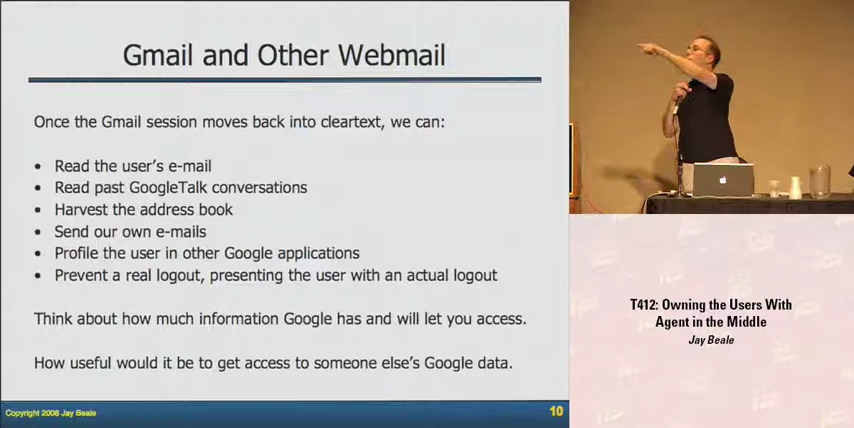 Gmail and Other Webmail
Once the Gmail session moves back into cleartext, we can:
• Read the user's e-mail
• Read past GoogleTalk conversations
• Harvest the address book
• Send our own e-mails
• Profile the user in other Google applications
• Prevent a real logout, presenting the user with an actual logout
Think about how much information Google has and will let you access.
How useful would it be to get access to someone else's Google data.
Copyright 2008 Jay Beale
10
T412: Owning the Users With
Agent in the Middle
Jay Beale